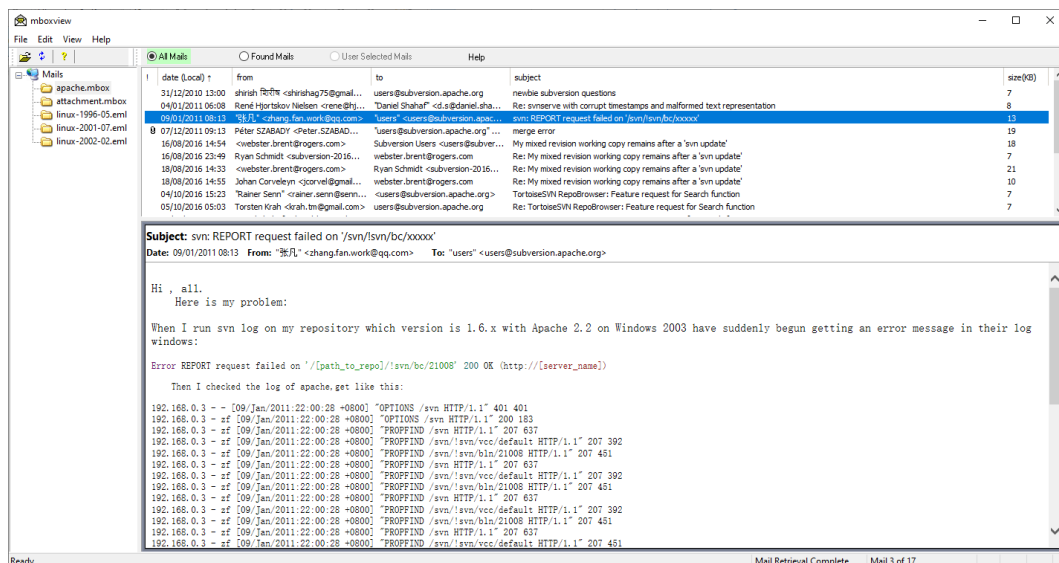 mboxview
File Edit View Help
All Mails Found Mails User Selected Mails Help
Mails
apache.mbox
attachment.mbox
linux-1996-05.eml
linux-2001-07.eml
linux-2002-02.eml
! date (Local) ↑ from to subject size(KB)
31/12/2010 13:00 shirish शिरीष <shirishag75@gmail... users@subversion.apache.org newbie subversion questions 7
04/01/2011 06:08 René Hjortskov Nielsen <rene@hj... "Daniel Shahaf" <d.s@daniel.sha... Re: svnserve with corrupt timestamps and malformed text representation 8
09/01/2011 08:13 "张凡" <zhang.fan.work@qq.com> "users" <users@subversion.apac... svn: REPORT request failed on '/svn/!svn/bc/xxxxx' 13
07/12/2011 09:13 Péter SZABADY <Peter.SZABAD... "users@subversion.apache.org" ... merge error 19
16/08/2016 14:54 <webster.brent@rogers.com> Subversion Users <users@subver... My mixed revision working copy remains after a 'svn update' 18
16/08/2016 23:49 Ryan Schmidt <subversion-2016... webster.brent@rogers.com Re: My mixed revision working copy remains after a 'svn update' 7
18/08/2016 14:33 <webster.brent@rogers.com> Ryan Schmidt <subversion-2016... Re: My mixed revision working copy remains after a 'svn update' 21
18/08/2016 14:55 Johan Corveleyn <jcorvel@gmail... webster.brent@rogers.com Re: My mixed revision working copy remains after a 'svn update' 10
04/10/2016 15:23 "Rainer Senn" <rainer.senn@senn... <users@subversion.apache.org> TortoiseSVN RepoBrowser: Feature request for Search function 7
05/10/2016 05:03 Torsten Krah <krah.tm@gmail.com> users@subversion.apache.org Re: TortoiseSVN RepoBrowser: Feature request for Search function 7
Subject: svn: REPORT request failed on '/svn/!svn/bc/xxxxx'
Date: 09/01/2011 08:13 From: "张凡" <zhang.fan.work@qq.com> To: "users" <users@subversion.apache.org>
Hi , all.
Here is my problem:
When I run svn log on my repository which version is 1.6.x with Apache 2.2 on Windows 2003 have suddenly begun getting an error message in their log
windows:
Error REPORT request failed on '/[path_to_repo]/!svn/bc/21008' 200 OK (http://[server_name])
Then I checked the log of apache,get like this:
192.168.0.3 - - [09/Jan/2011:22:00:28 +0800] "OPTIONS /svn HTTP/1.1" 401 401
192.168.0.3 - zf [09/Jan/2011:22:00:28 +0800] "OPTIONS /svn HTTP/1.1" 200 183
192.168.0.3 - zf [09/Jan/2011:22:00:28 +0800] "PROPFIND /svn HTTP/1.1" 207 637
192.168.0.3 - zf [09/Jan/2011:22:00:28 +0800] "PROPFIND /svn/!svn/vcc/default HTTP/1.1" 207 392
192.168.0.3 - zf [09/Jan/2011:22:00:28 +0800] "PROPFIND /svn/!svn/bln/21008 HTTP/1.1" 207 451
192.168.0.3 - zf [09/Jan/2011:22:00:28 +0800] "PROPFIND /svn HTTP/1.1" 207 637
192.168.0.3 - zf [09/Jan/2011:22:00:28 +0800] "PROPFIND /svn/!svn/vcc/default HTTP/1.1" 207 392
192.168.0.3 - zf [09/Jan/2011:22:00:28 +0800] "PROPFIND /svn/!svn/bln/21008 HTTP/1.1" 207 451
192.168.0.3 - zf [09/Jan/2011:22:00:28 +0800] "PROPFIND /svn HTTP/1.1" 207 637
192.168.0.3 - zf [09/Jan/2011:22:00:28 +0800] "PROPFIND /svn/!svn/vcc/default HTTP/1.1" 207 392
192.168.0.3 - zf [09/Jan/2011:22:00:28 +0800] "PROPFIND /svn/!svn/bln/21008 HTTP/1.1" 207 451
192.168.0.3 - zf [09/Jan/2011:22:00:28 +0800] "PROPFIND /svn HTTP/1.1" 207 637
192.168.0.3 - zf [09/Jan/2011:22:00:28 +0800] "PROPFIND /svn/!svn/vcc/default HTTP/1.1" 207 451
Ready Mail Retrieval Complete Mail 3 of 17